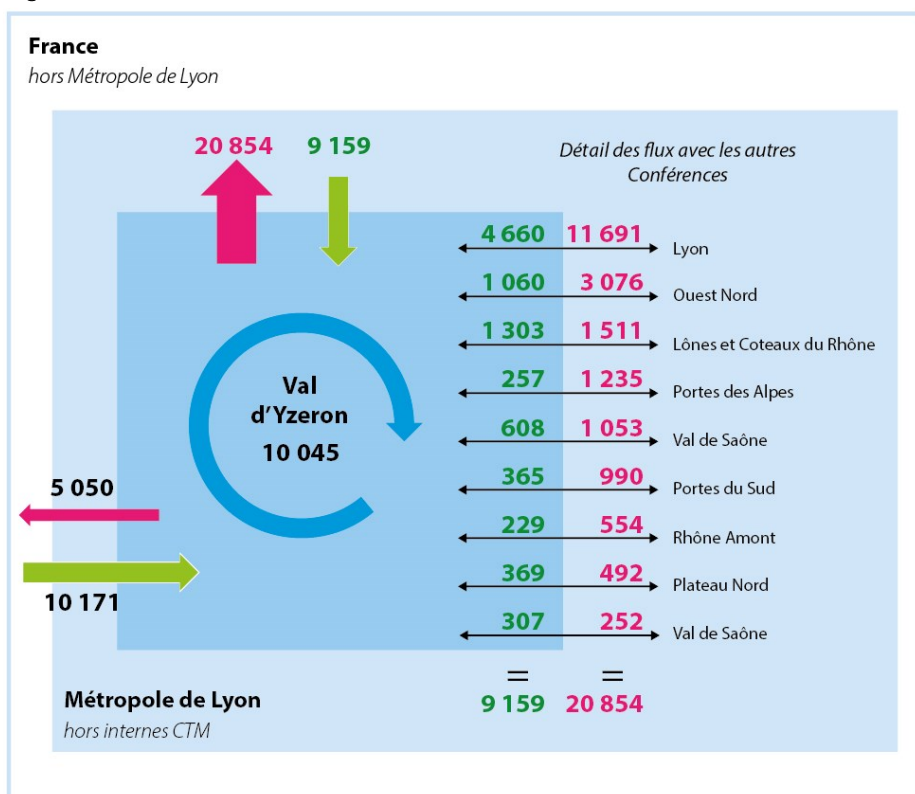 France
hors Métropole de Lyon
20 854 9 159
Détail des flux avec les autres
Conférences
4 660 11 691 Lyon
1 060 3 076 Ouest Nord
1 303 1 511 Lônes et Coteaux du Rhône
257 1 235 Portes des Alpes
608 1 053 Val de Saône
365 990 Portes du Sud
229 554 Rhône Amont
369 492 Plateau Nord
307 252 Val de Saône
= =
9 159 20 854
Val
d'Yzeron
10 045
5 050
10 171
Métropole de Lyon
hors internes CTM